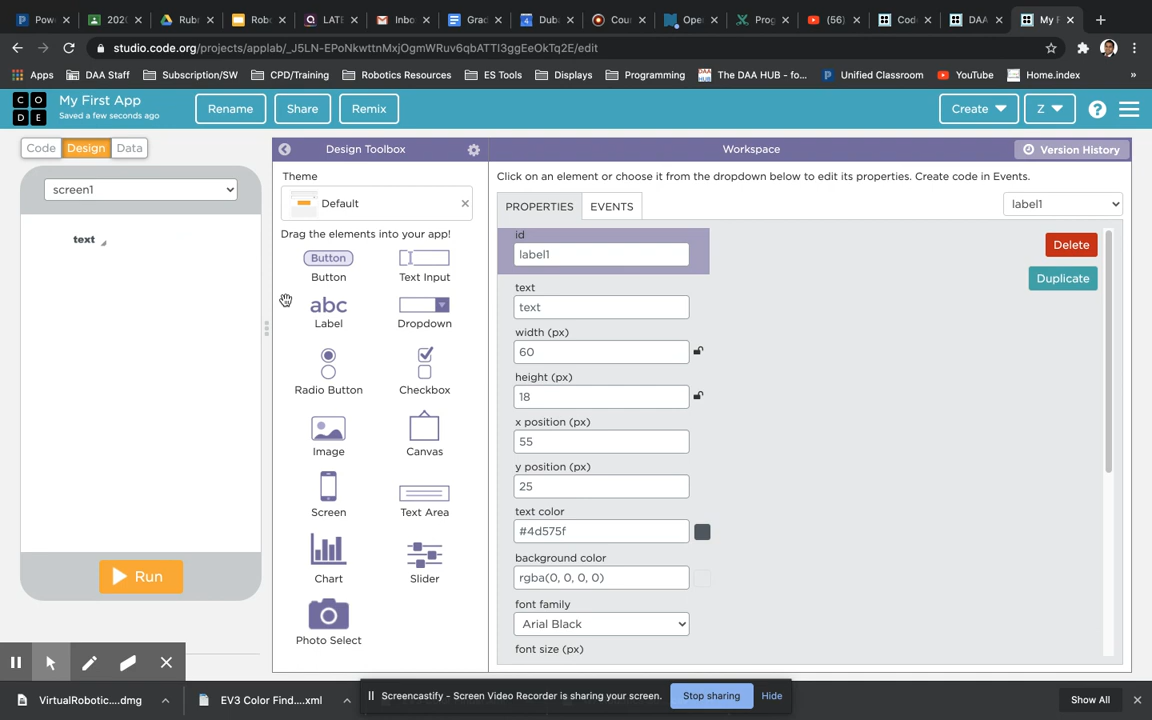 Pow
202(
Rubr
Robo
LATE
Inbo
Grad
Duba
Cour
Oper
Prog
(56)
Code
DAA
My F
studio.code.org/projects/applab/_J5LN-EPoNkwttnMxjOgmWRuv6qbATTI3ggEeOkTq2E/edit
Apps
DAA Staff
Subscription/SW
CPD/Training
Robotics Resources
ES Tools
Displays
Programming
The DAA HUB - fo...
Unified Classroom
YouTube
Home.index
»
C O D E
My First App
Saved a few seconds ago
Rename
Share
Remix
Create
Z
?
Code
Design
Data
Design Toolbox
Workspace
Version History
screen1
text
Run
Theme
Default
Drag the elements into your app!
Button
Button
Text Input
abc
Label
Dropdown
Radio Button
Checkbox
Image
Canvas
Screen
Text Area
Chart
Slider
Photo Select
Click on an element or choose it from the dropdown below to edit its properties. Create code in Events.
PROPERTIES
EVENTS
label1
Delete
Duplicate
id
label1
text
text
width (px)
60
height (px)
18
x position (px)
55
y position (px)
25
text color
#4d575f
background color
rgba(0, 0, 0, 0)
font family
Arial Black
font size (px)
VirtualRobotic....dmg
EV3 Color Find....xml
Screencastify - Screen Video Recorder is sharing your screen.
Stop sharing
Hide
Show All